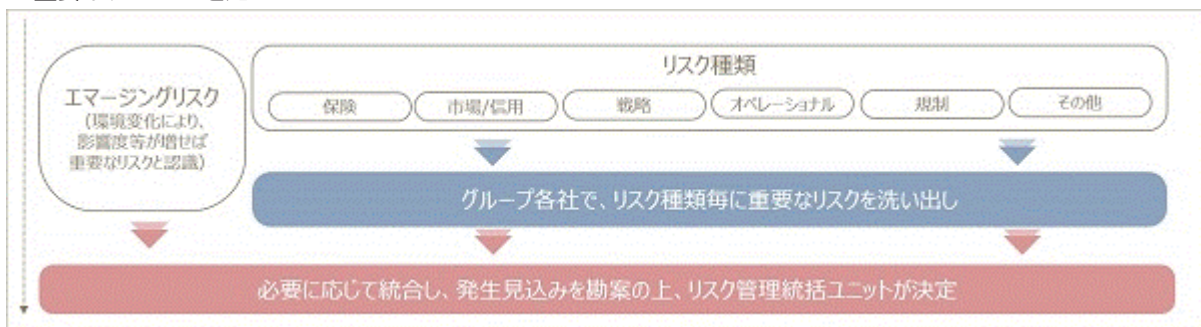 リスク種類
エマージングリスク
(環境変化により、
影響度等が増せば
重要なリスクと認識)
保険
市場/信用
戦略
オペレーショナル
規制
その他
グループ各社で、リスク種類毎に重要なリスクを洗い出し
必要に応じて統合し、発生見込みを勘案の上、リスク管理統括ユニットが決定